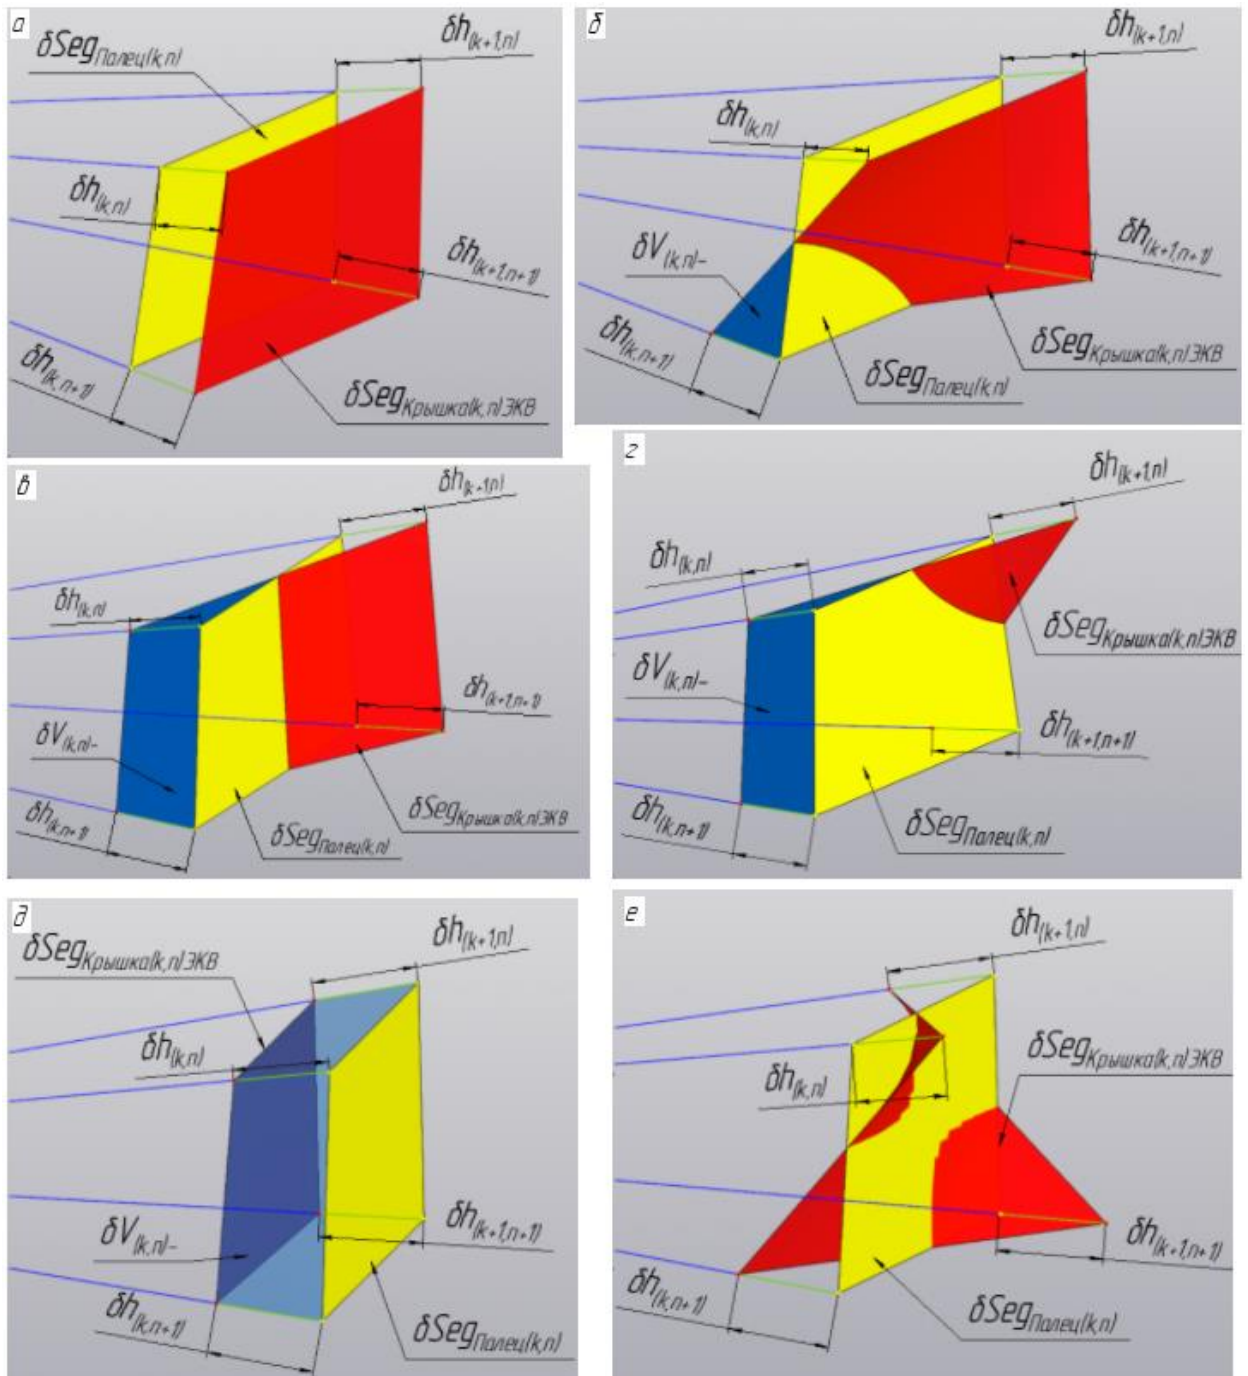 а
δSegПалец(k,n)
δh(k+1,n)
δh(k,n)
δh(k+1,n+1)
δh(k,n+1)
δSegКрышка(k,n)ЭКВ
б
δh(k+1,n)
δh(k,n)
δV(k,n)-
δh(k+1,n+1)
δh(k,n+1)
δSegКрышка(k,n)ЭКВ
δSegПалец(k,n)
в
δh(k+1,n)
δh(k,n)
δh(k+1,n+1)
δV(k,n)-
δh(k,n+1)
δSegКрышка(k,n)ЭКВ
δSegПалец(k,n)
г
δh(k+1,n)
δh(k,n)
δSegКрышка(k,n)ЭКВ
δV(k,n)-
δh(k+1,n+1)
δh(k,n+1)
δSegПалец(k,n)
д
δh(k+1,n)
δSegКрышка(k,n)ЭКВ
δh(k,n)
δV(k,n)-
δh(k+1,n+1)
δh(k,n+1)
δSegПалец(k,n)
е
δh(k+1,n)
δSegКрышка(k,n)ЭКВ
δh(k,n)
δh(k+1,n+1)
δh(k,n+1)
δSegПалец(k,n)